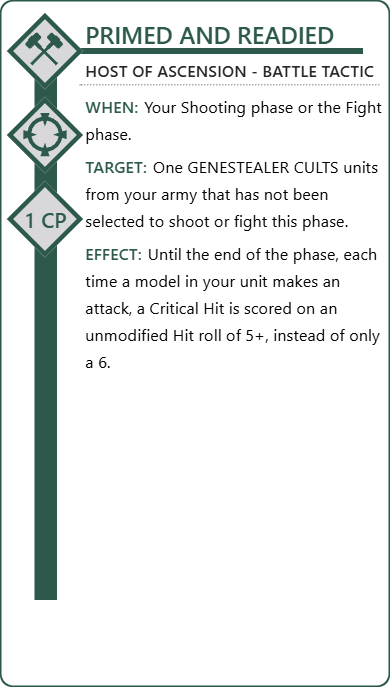 PRIMED AND READIED
HOST OF ASCENSION - BATTLE TACTIC
WHEN: Your Shooting phase or the Fight
phase.
TARGET: One GENESTEALER CULTS units
from your army that has not been
selected to shoot or fight this phase.
1 CP
EFFECT: Until the end of the phase, each
time a model in your unit makes an
attack, a Critical Hit is scored on an
unmodified Hit roll of 5+, instead of only
a 6.